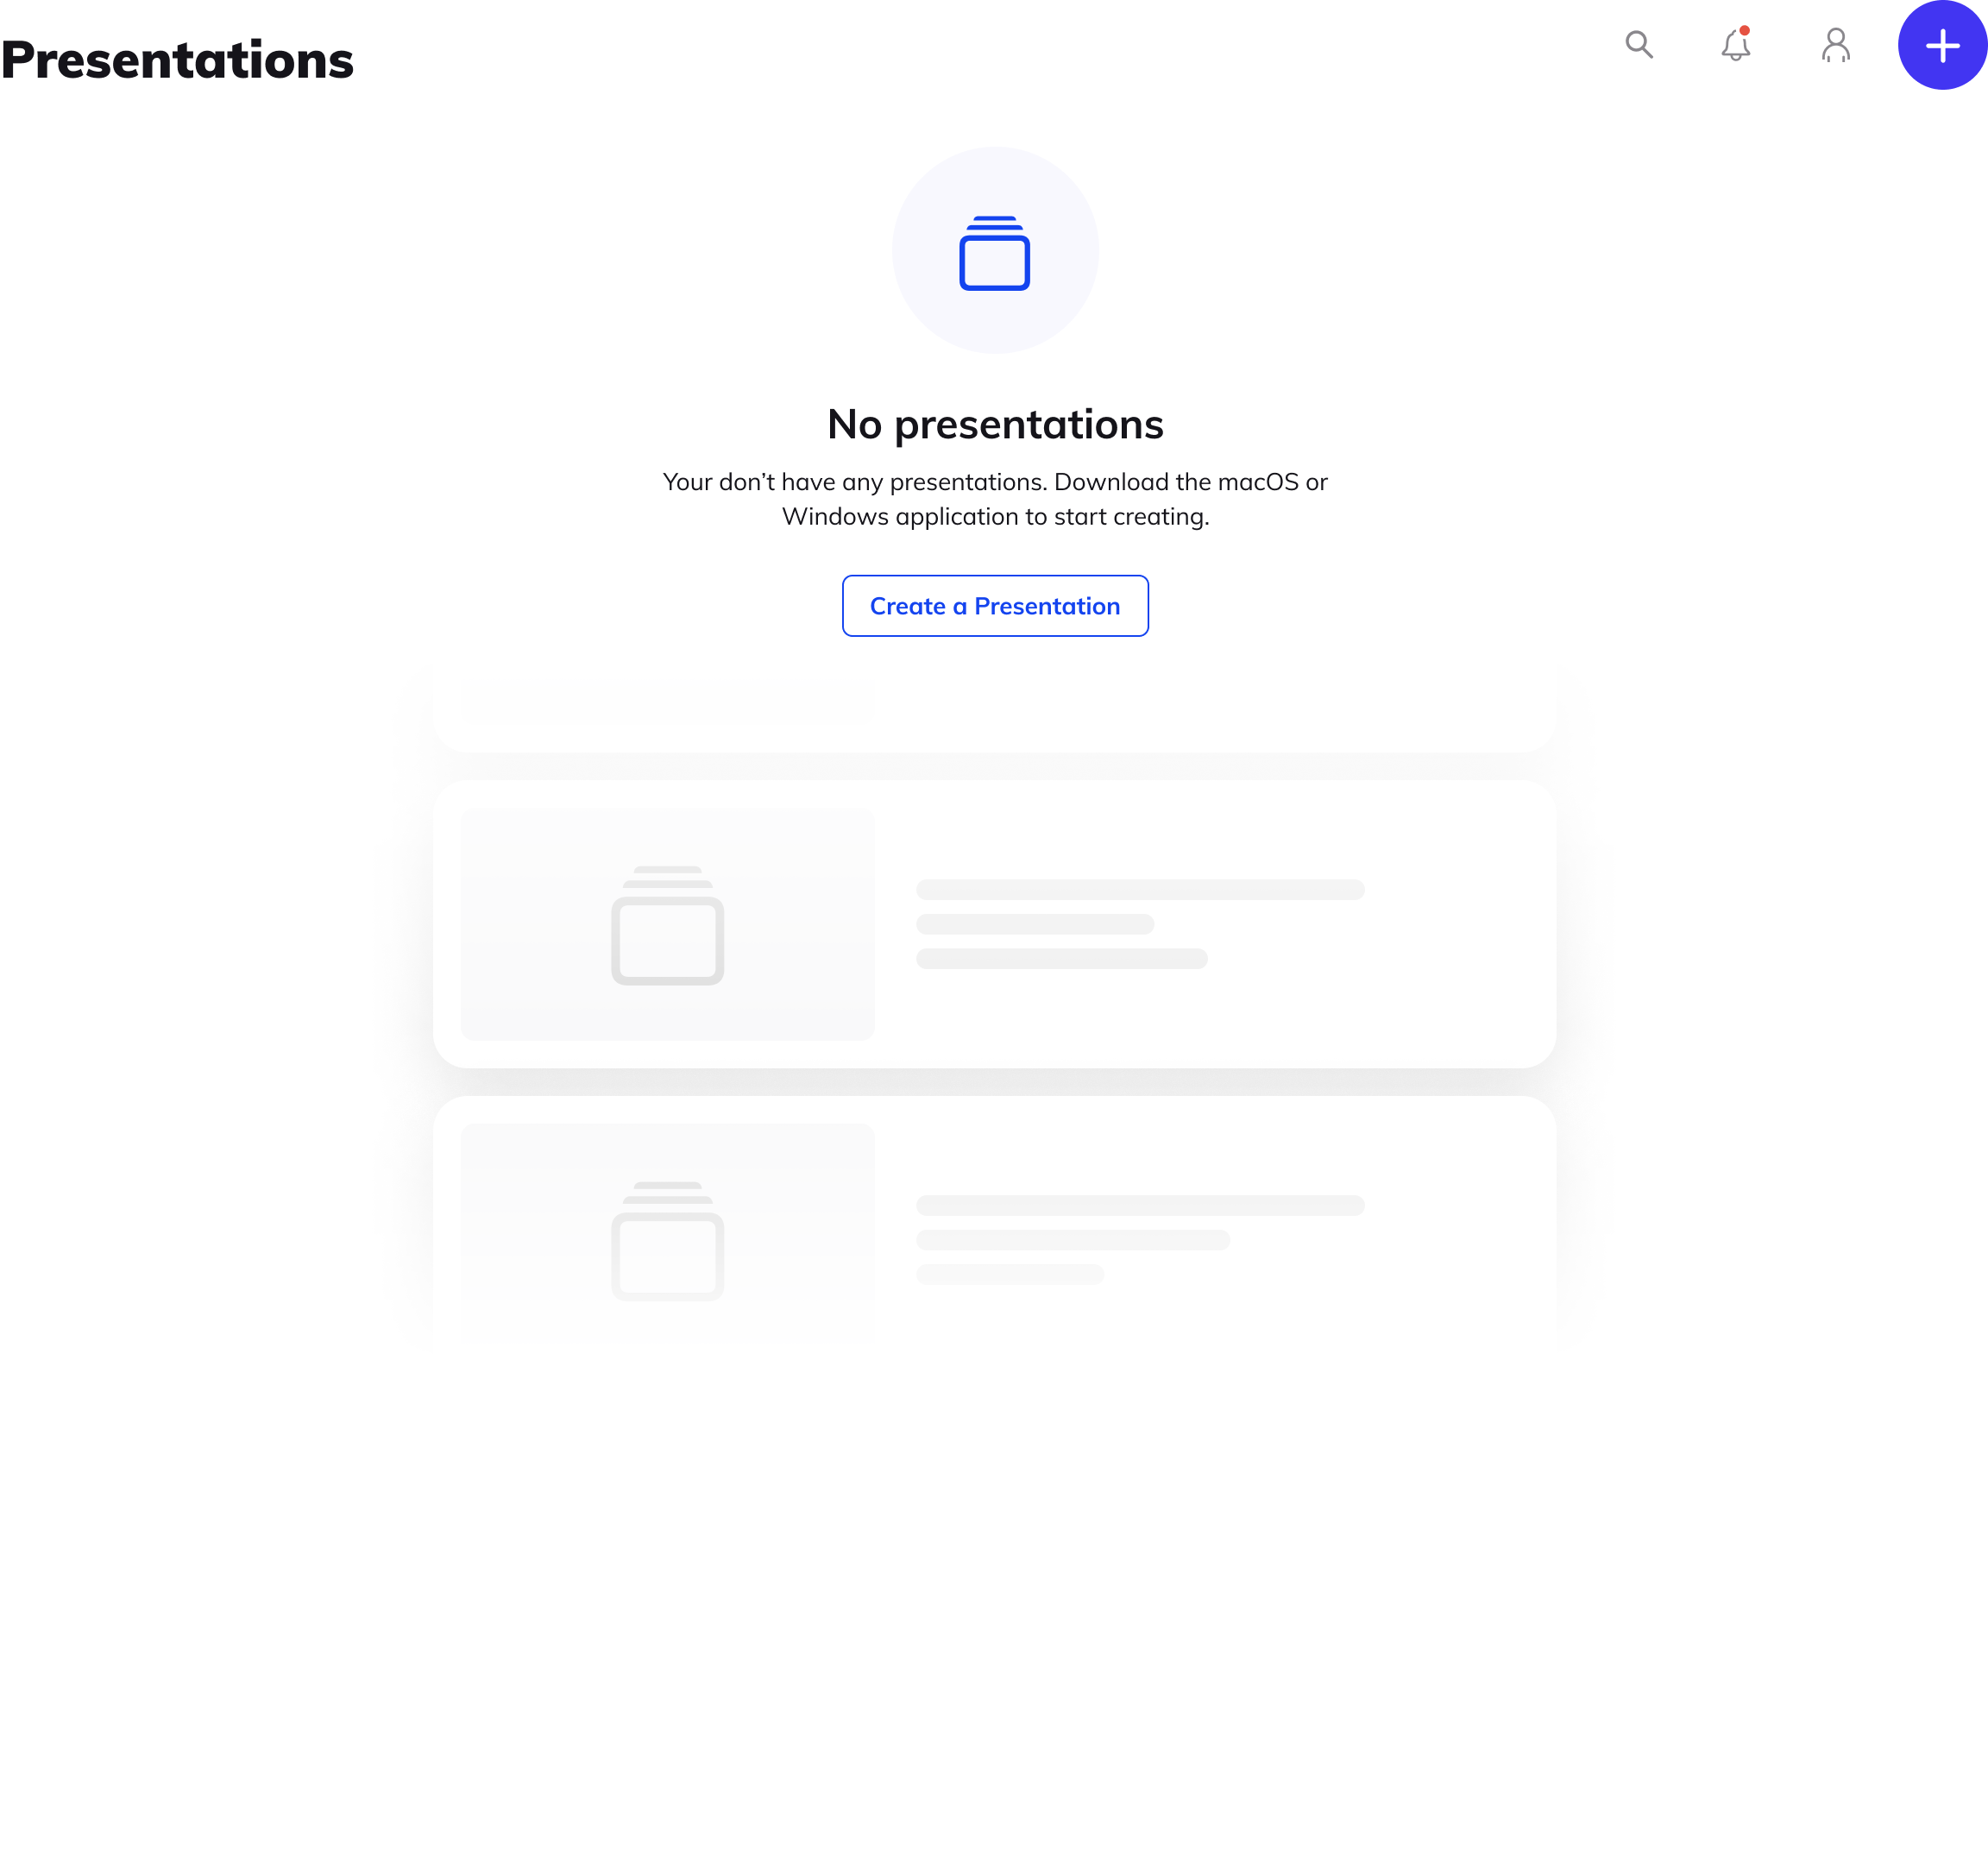 Presentations
No presentations
Your don’t have any presentations. Download the macOS or
Windows application to start creating.
Create a Presentation